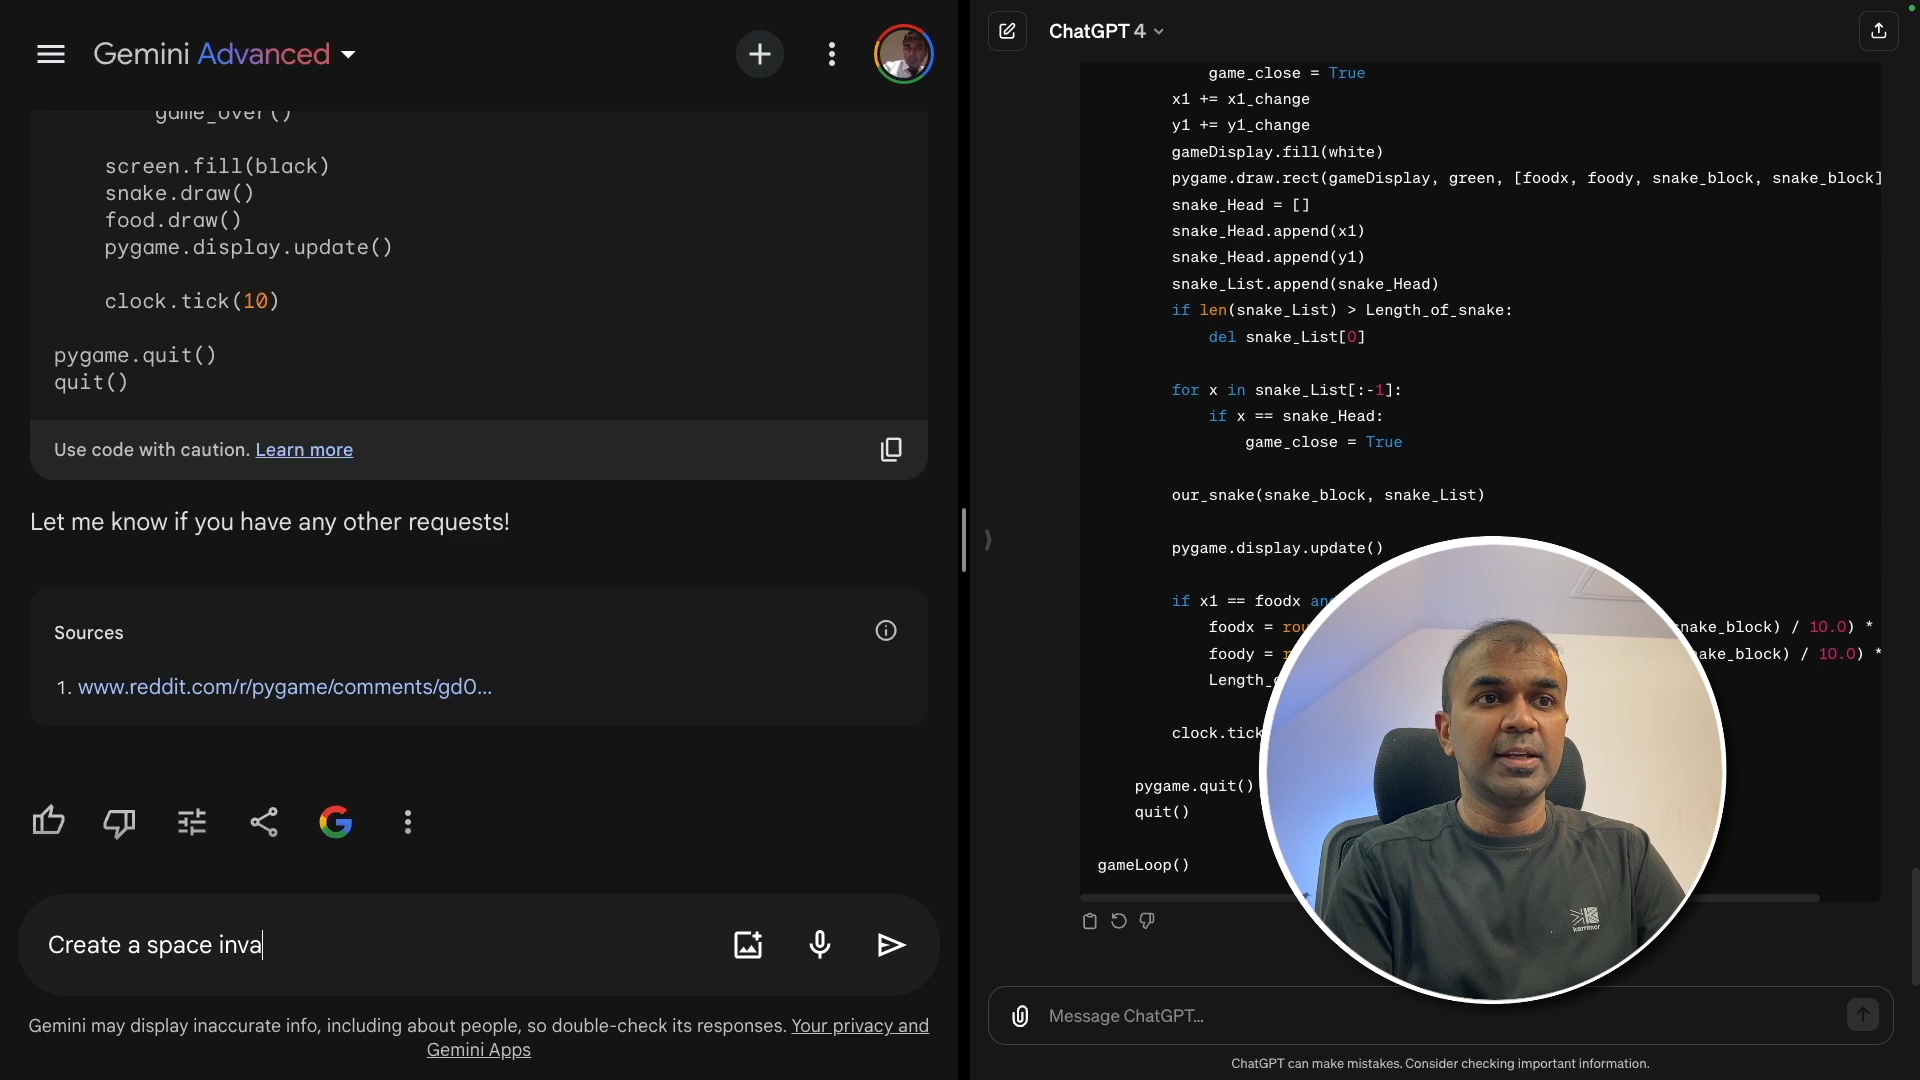 Gemini Advanced
screen.fill(black)
snake.draw()
food.draw()
pygame.display.update()
clock.tick(10)
pygame.quit()
quit()
Use code with caution. Learn more
Let me know if you have any other requests!
Sources
1. www.reddit.com/r/pygame/comments/gd0...
Create a space inva
Gemini may display inaccurate info, including about people, so double-check its responses. Your privacy and
Gemini Apps
ChatGPT 4
game_close = True
x1 += x1_change
y1 += y1_change
gameDisplay.fill(white)
pygame.draw.rect(gameDisplay, green, [foodx, foody, snake_block, snake_block]
snake_Head = []
snake_Head.append(x1)
snake_Head.append(y1)
snake_List.append(snake_Head)
if len(snake_List) > Length_of_snake:
del snake_List[0]
for x in snake_List[:-1]:
if x == snake_Head:
game_close = True
our_snake(snake_block, snake_List)
pygame.display.update()
if x1 == foodx
foodx = / 10.0) *
foody = / 10.0) *
clock.tick
pygame.quit()
quit()
gameLoop()
karrimor
Message ChatGPT...
ChatGPT can make mistakes. Consider checking important information.